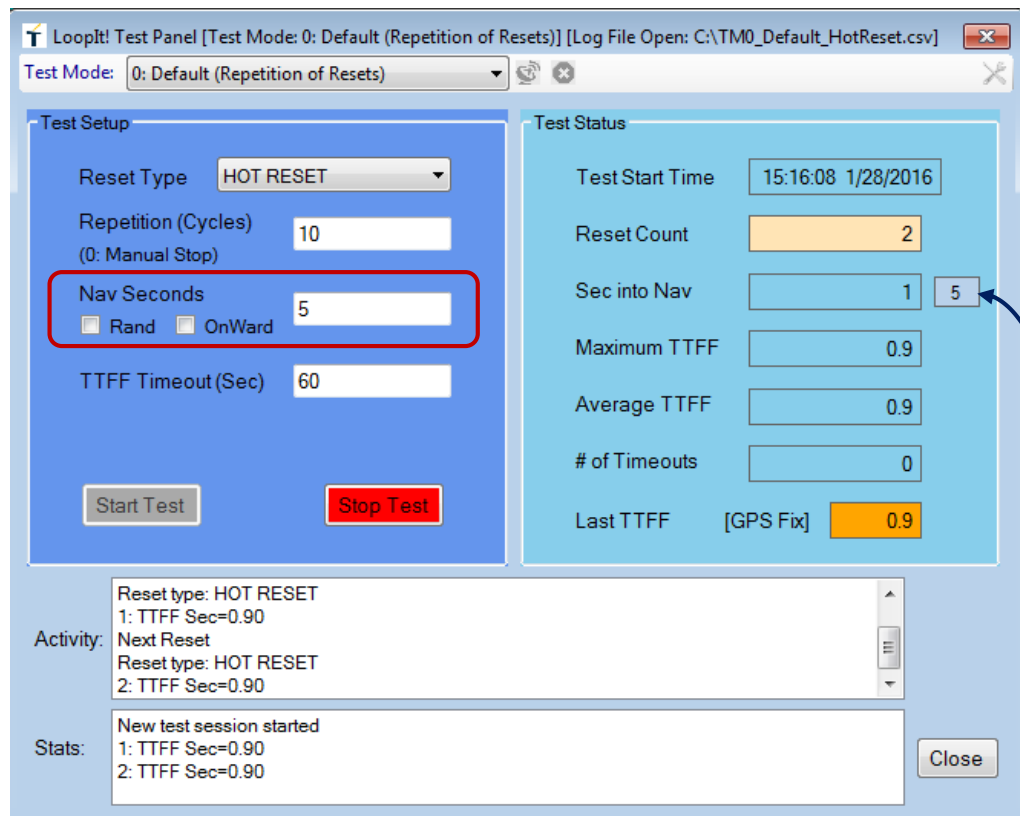 LoopIt! Test Panel [Test Mode: 0: Default (Repetition of Resets)] [Log File Open: C:\TM0_Default_HotReset.csv]
Test Mode: 0: Default (Repetition of Resets)
Test Setup
Reset Type HOT RESET
Repetition (Cycles) 10
(0: Manual Stop)
Nav Seconds 5
Rand OnWard
TTFF Timeout (Sec) 60
Start Test Stop Test
Test Status
Test Start Time 15:16:08 1/28/2016
Reset Count 2
Sec into Nav 1 5
Maximum TTFF 0.9
Average TTFF 0.9
# of Timeouts 0
Last TTFF [GPS Fix] 0.9
Activity:
Reset type: HOT RESET
1: TTFF Sec=0.90
Next Reset
Reset type: HOT RESET
2: TTFF Sec=0.90
Stats:
New test session started
1: TTFF Sec=0.90
2: TTFF Sec=0.90
Close